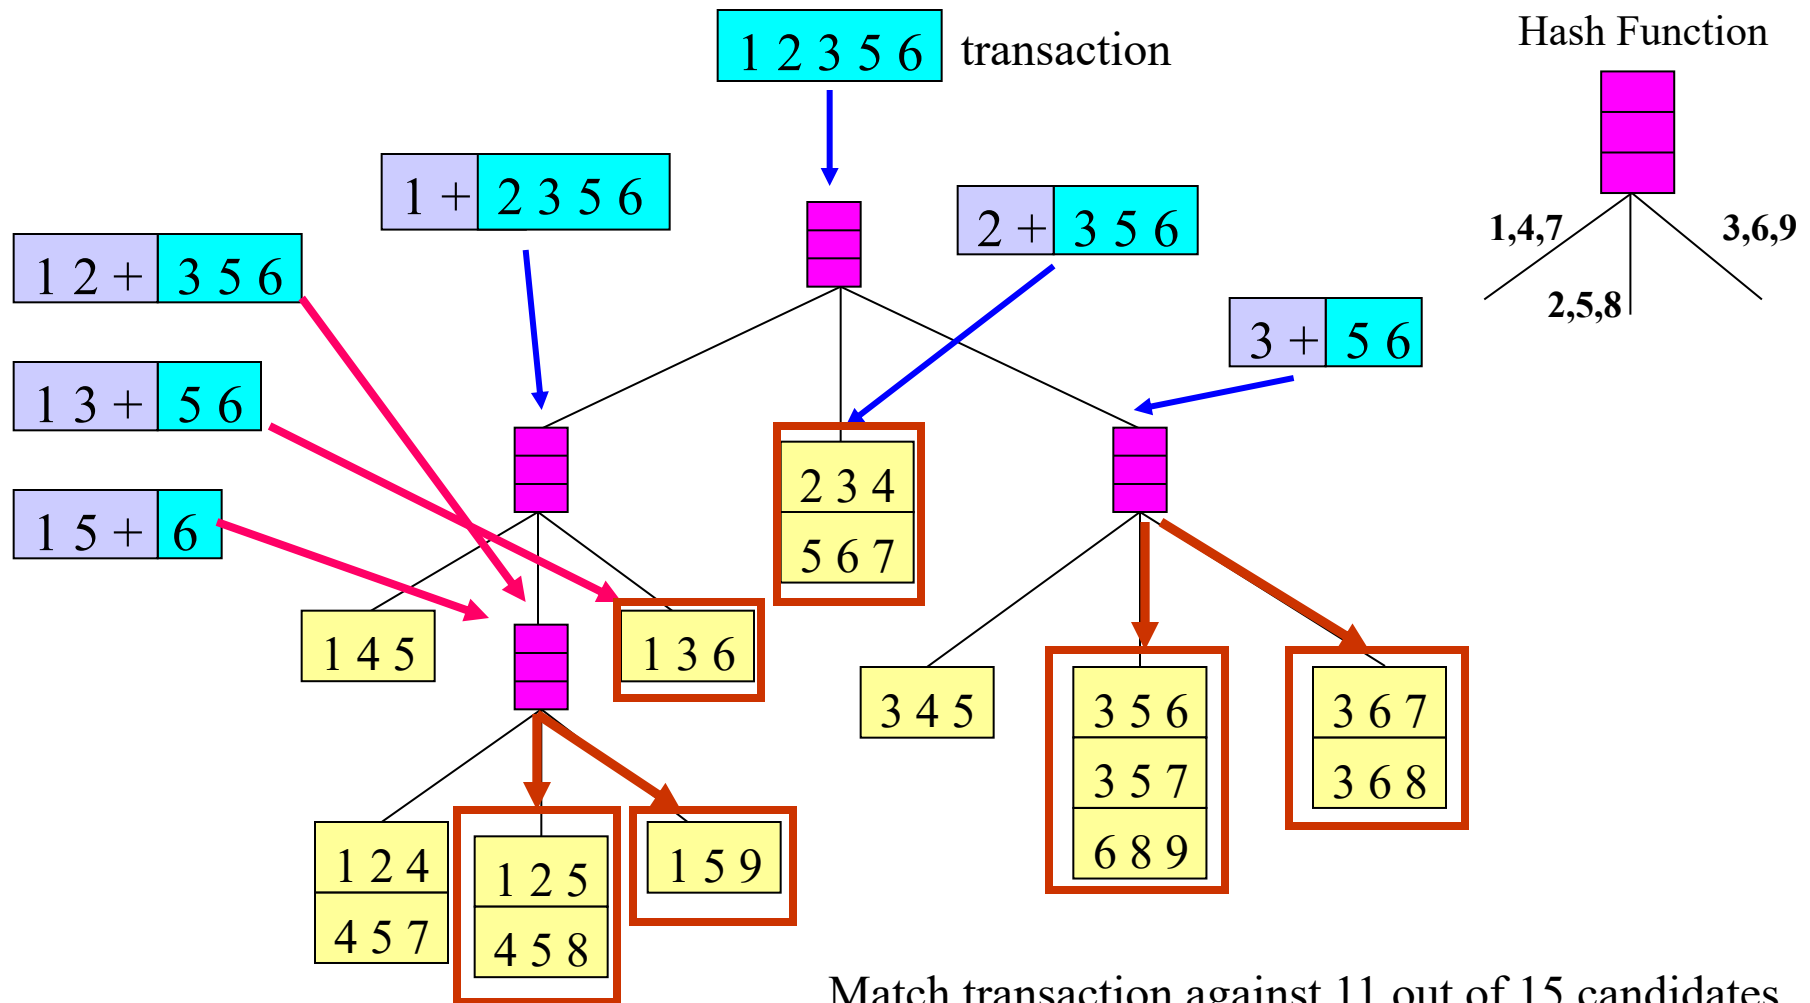 1 2 3 5 6 transaction
Hash Function
1 + 2 3 5 6
2 + 3 5 6
1,4,7
3,6,9
2,5,8
1 2 + 3 5 6
3 + 5 6
1 3 + 5 6
1 5 + 6
2 3 4
5 6 7
1 4 5
1 3 6
3 4 5
3 5 6
3 6 7
3 5 7
3 6 8
6 8 9
1 2 4
1 2 5
1 5 9
4 5 7
4 5 8
Match transaction against 11 out of 15 candidates